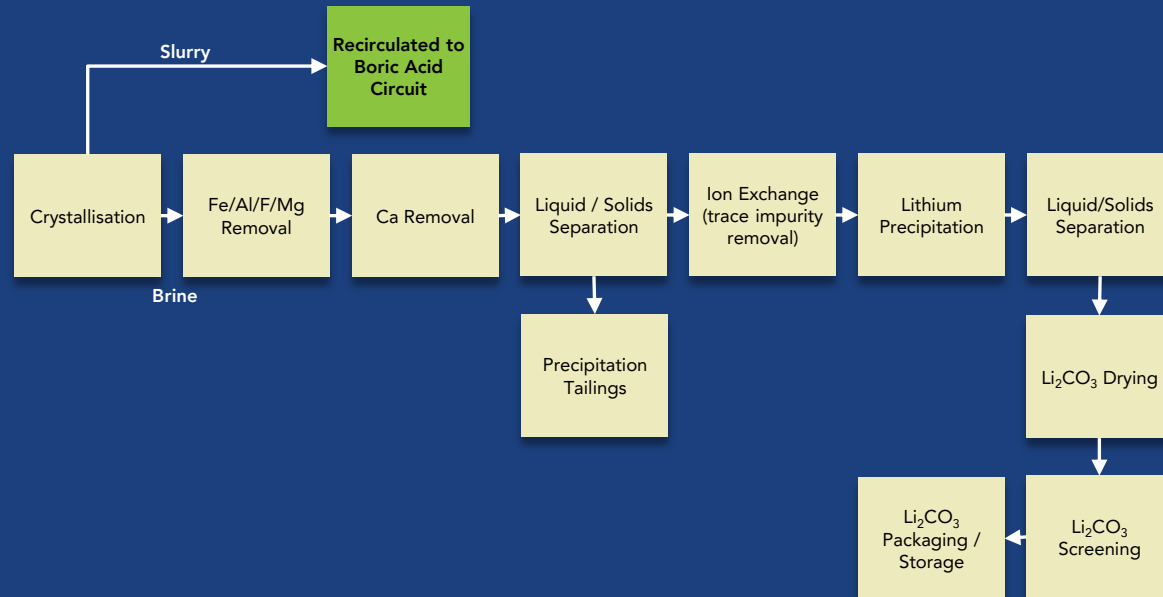 Slurry
Recirculated to
Boric Acid
Circuit
Crystallisation
Fe/Al/F/Mg
Removal
Ca Removal
Liquid / Solids
Separation
Ion Exchange
(trace impurity
removal)
Lithium
Precipitation
Liquid/Solids
Separation
Brine
Precipitation
Tailings
Li₂CO₃ Drying
Li₂CO₃
Packaging /
Storage
Li₂CO₃
Screening